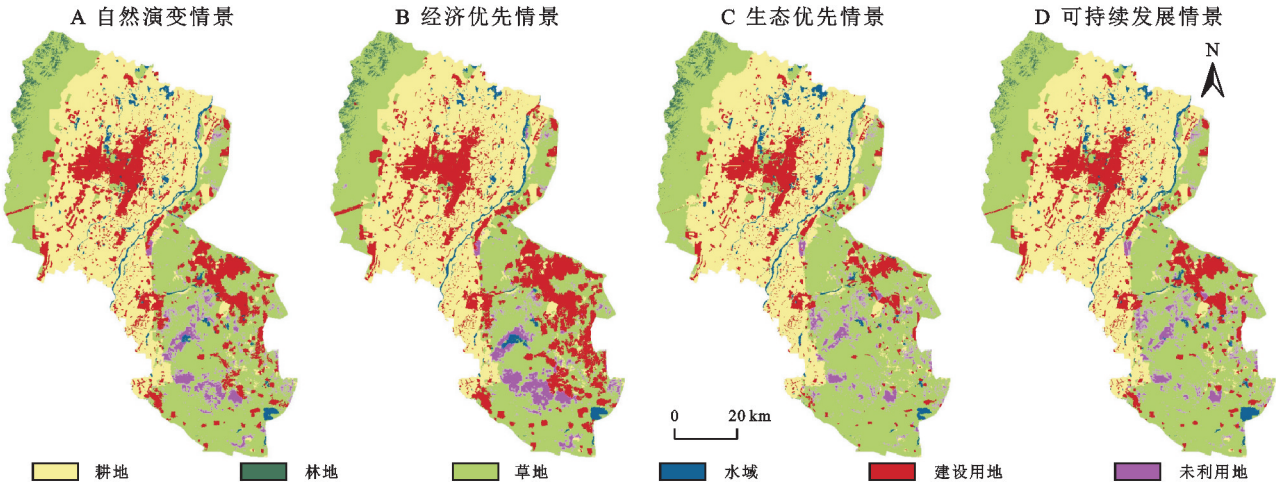 A 自然演变情景
B 经济优先情景
C 生态优先情景
D 可持续发展情景
N
0 20 km
耕地
林地
草地
水域
建设用地
未利用地